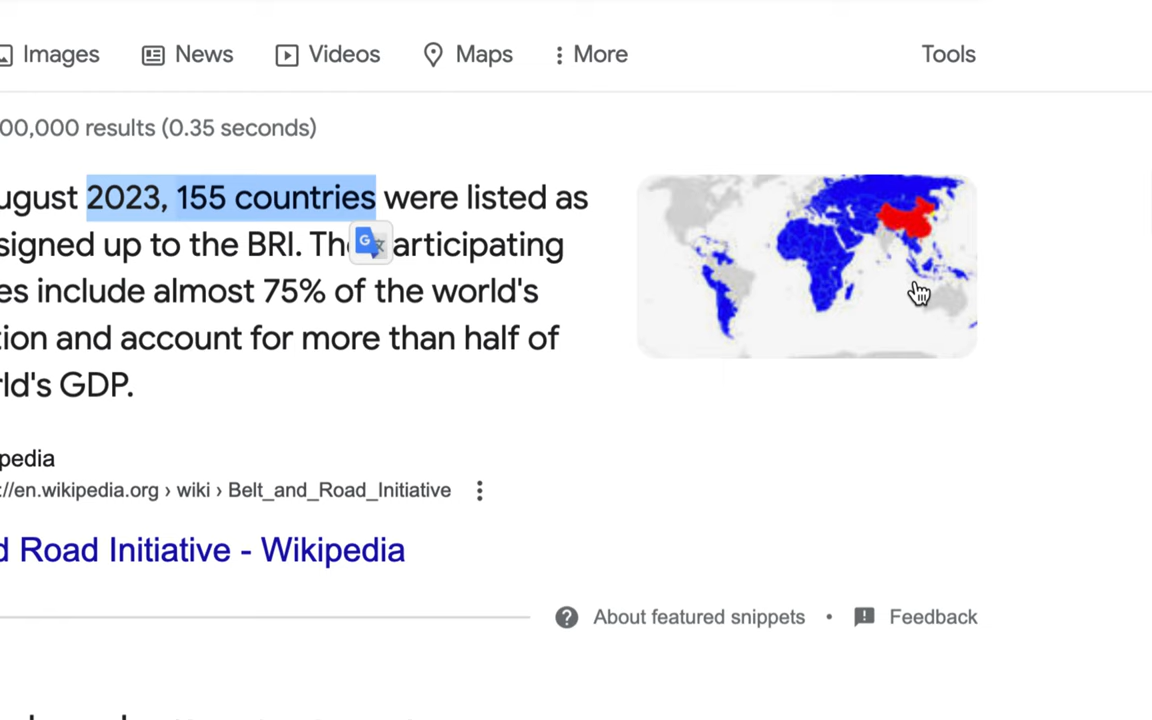 Images News Videos Maps More Tools
00,000 results (0.35 seconds)
ugust 2023, 155 countries were listed as
signed up to the BRI. The articipating
es include almost 75% of the world's
tion and account for more than half of
rld's GDP.
pedia
://en.wikipedia.org › wiki › Belt_and_Road_Initiative
d Road Initiative - Wikipedia
About featured snippets • Feedback